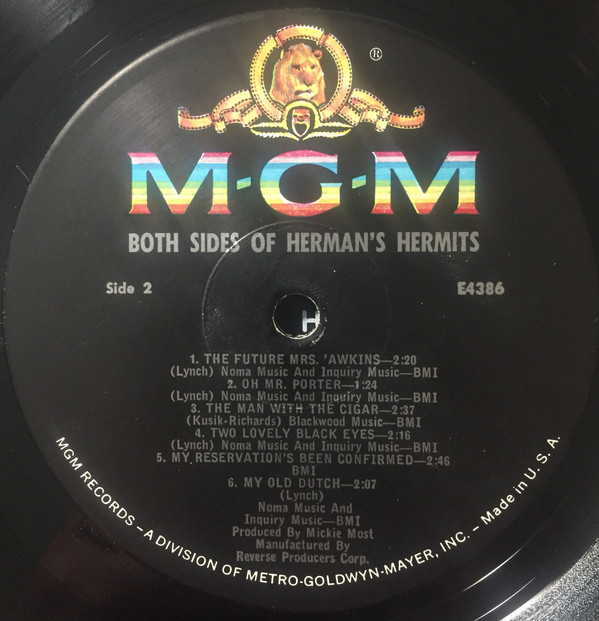 ®
M-G-M
BOTH SIDES OF HERMAN'S HERMITS
Side 2
E4386
H
1. THE FUTURE MRS. 'AWKINS—2:20
(Lynch) Noma Music And Inquiry Music—BMI
2. OH MR. PORTER—1:24
(Lynch) Noma Music And Inquiry Music—BMI
3. THE MAN WITH THE CIGAR—2:37
(Kusik-Richards) Blackwood Music—BMI
4. TWO LOVELY BLACK EYES—2:16
(Lynch) Noma Music And Inquiry Music—BMI
5. MY RESERVATION'S BEEN CONFIRMED—2:46
BMI
6. MY OLD DUTCH—2:07
(Lynch)
Noma Music And
Inquiry Music—BMI
Produced By Mickie Most
Manufactured By
Reverse Producers Corp.
MGM RECORDS – A DIVISION OF METRO-GOLDWYN-MAYER, INC. – Made in U. S. A.